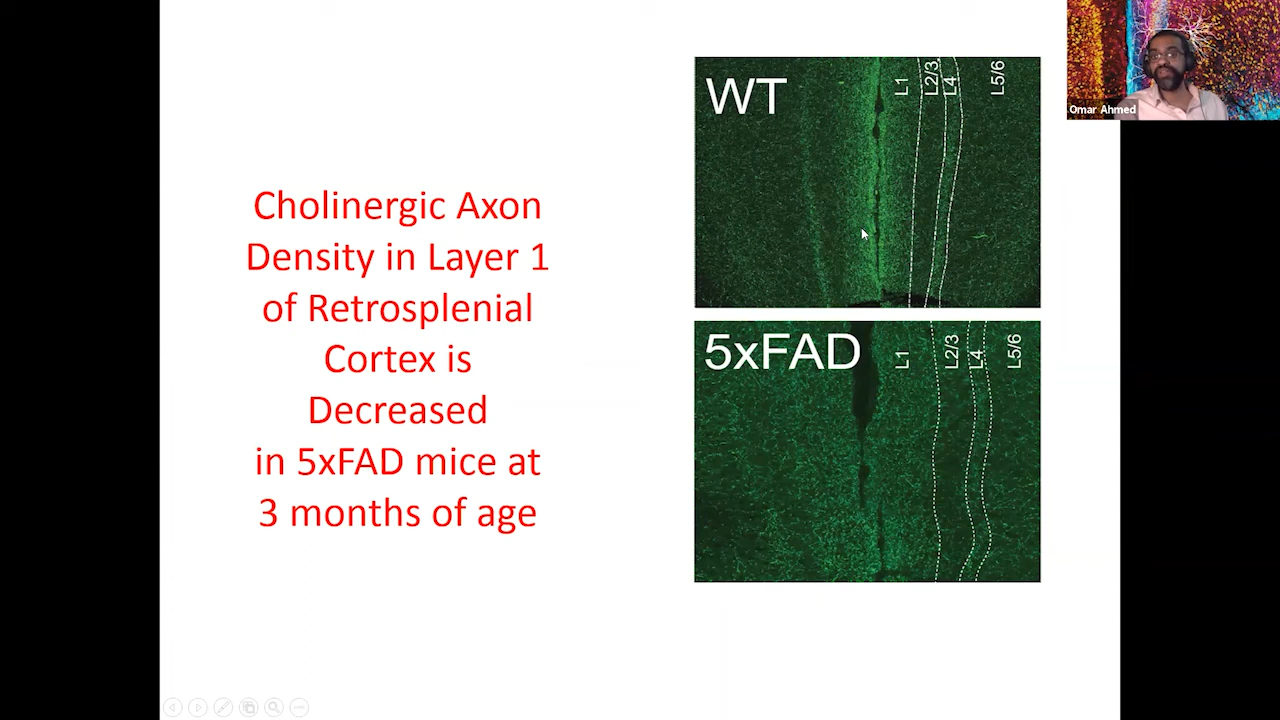 Cholinergic Axon
Density in Layer 1
of Retrosplenial
Cortex is
Decreased
in 5xFAD mice at
3 months of age
WT
L1
L2/3
L4
L5/6
5xFAD
L1
L2/3
L4
L5/6
Omar Ahmed